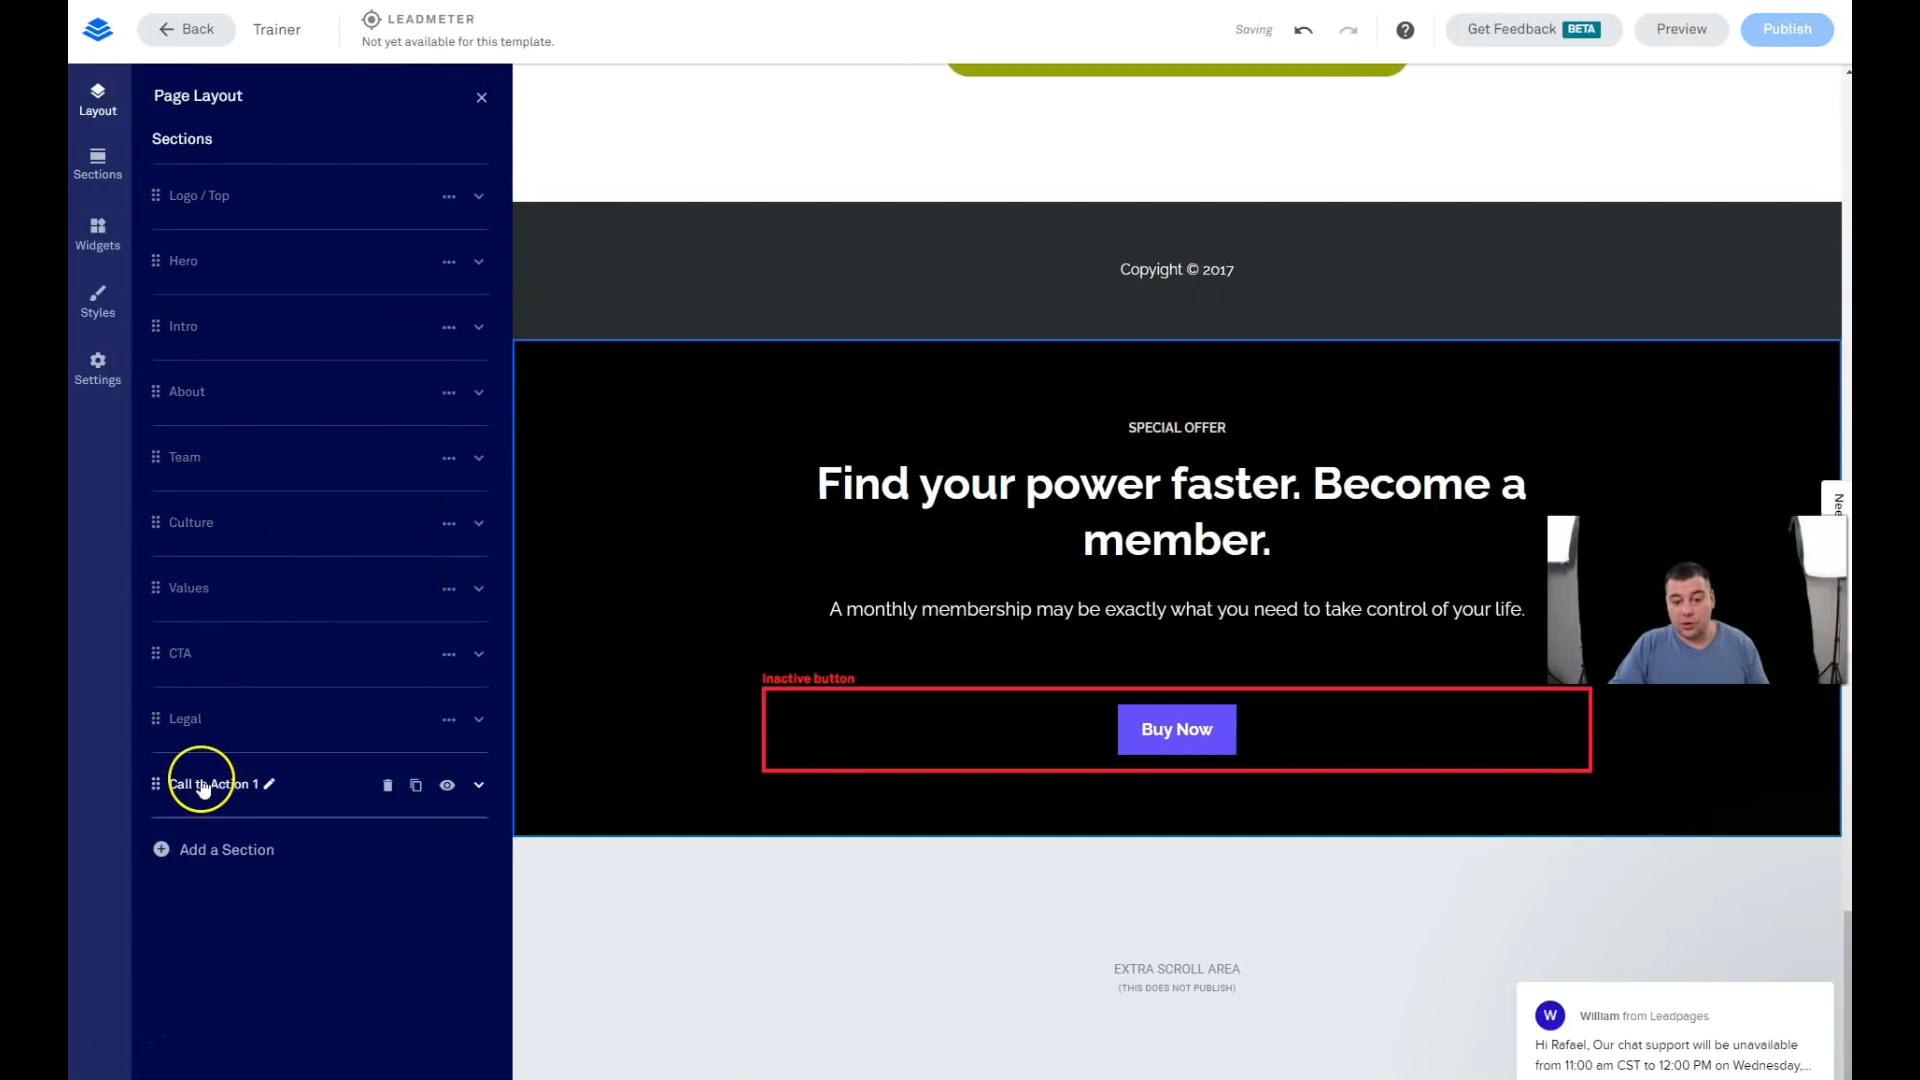 Back
Trainer
LEADMETER
Not yet available for this template.
Saving
Get Feedback BETA
Preview
Publish
Layout
Sections
Widgets
Styles
Settings
Page Layout
Sections
Logo / Top
Hero
Intro
About
Team
Culture
Values
CTA
Legal
Call to Action 1
Add a Section
Copyight © 2017
SPECIAL OFFER
Find your power faster. Become a
member.
A monthly membership may be exactly what you need to take control of your life.
Inactive button
Buy Now
EXTRA SCROLL AREA
(THIS DOES NOT PUBLISH)
Nee
W
William from Leadpages
Hi Rafael, Our chat support will be unavailable
from 11:00 am CST to 12:00 PM on Wednesday,...